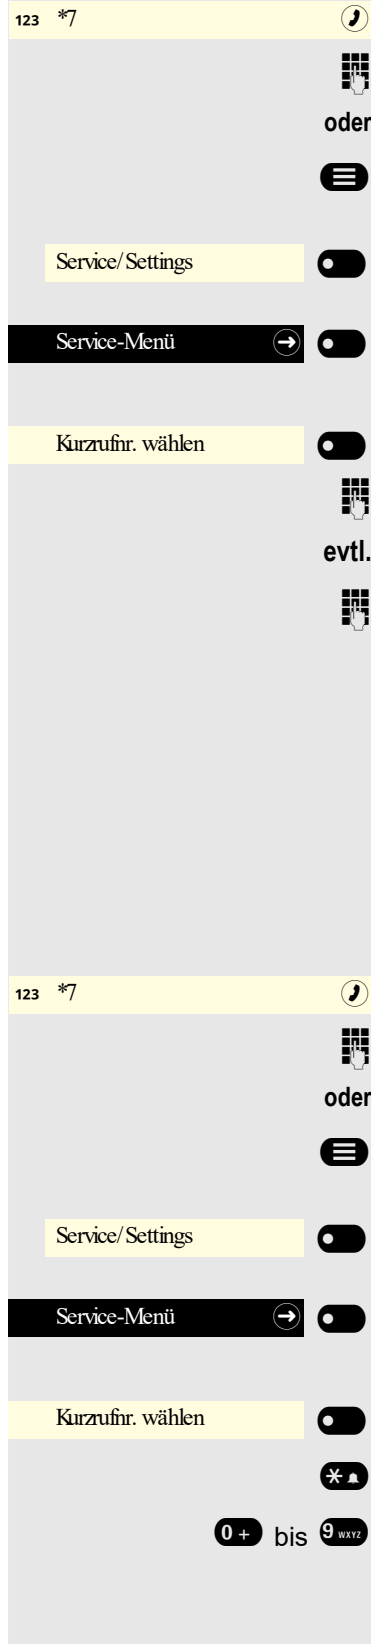 123 *7
oder
Service/Settings
Service-Menü
Kurzrufnr. wählen
evtl.
123 *7
oder
Service/Settings
Service-Menü
Kurzrufnr. wählen
0 + bis 9 WXYZ